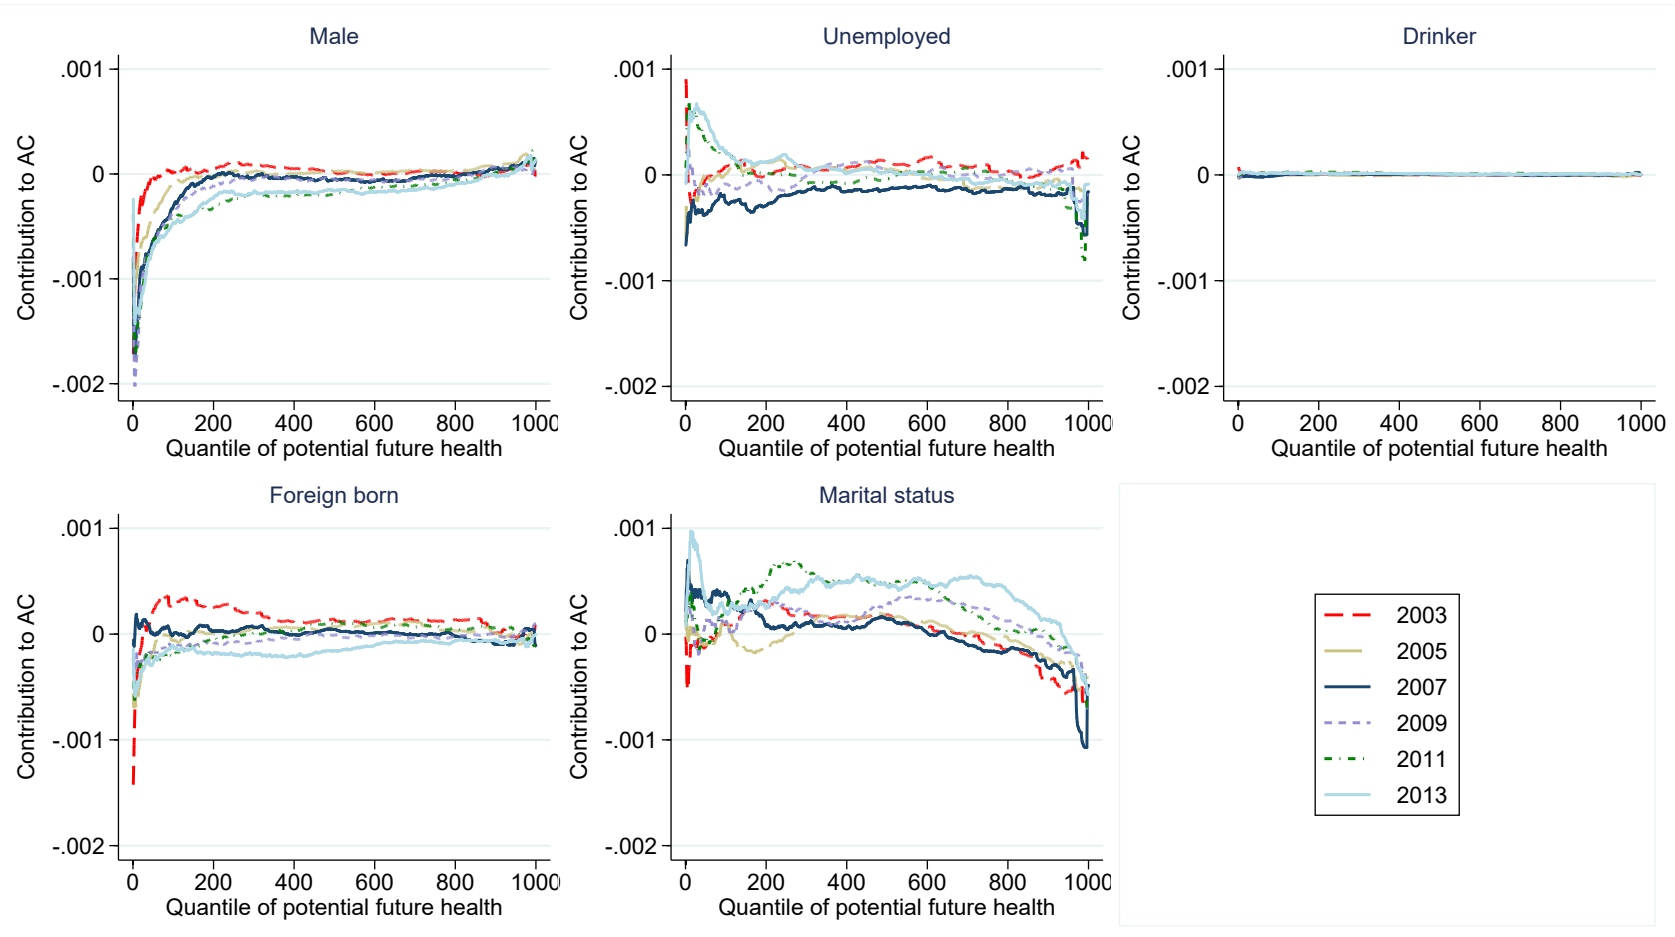 Male
Contribution to AC
.001
0
-.001
-.002
0 200 400 600 800 1000
Quantile of potential future health
Unemployed
Contribution to AC
.001
0
-.001
-.002
0 200 400 600 800 1000
Quantile of potential future health
Drinker
Contribution to AC
.001
0
-.001
-.002
0 200 400 600 800 1000
Quantile of potential future health
Foreign born
Contribution to AC
.001
0
-.001
-.002
0 200 400 600 800 1000
Quantile of potential future health
Marital status
Contribution to AC
.001
0
-.001
-.002
0 200 400 600 800 1000
Quantile of potential future health
2003
2005
2007
2009
2011
2013